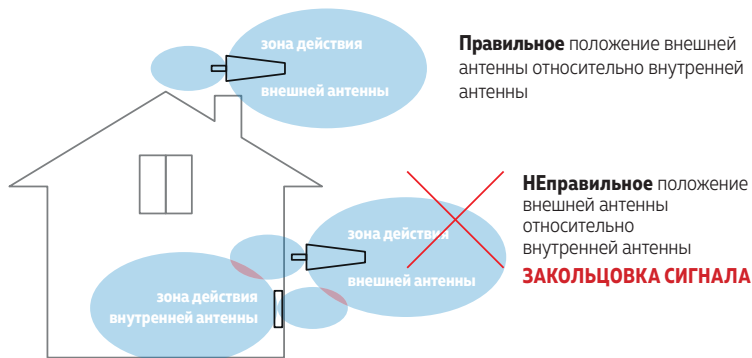 зона действия
внешней антенны
Правильное положение внешней
антенны относительно внутренней
антенны
НЕправильное положение
внешней антенны
относительно
внутренней антенны
ЗАКОЛЬЦОВКА СИГНАЛА
зона действия
внешней антенны
зона действия
внутренней антенны